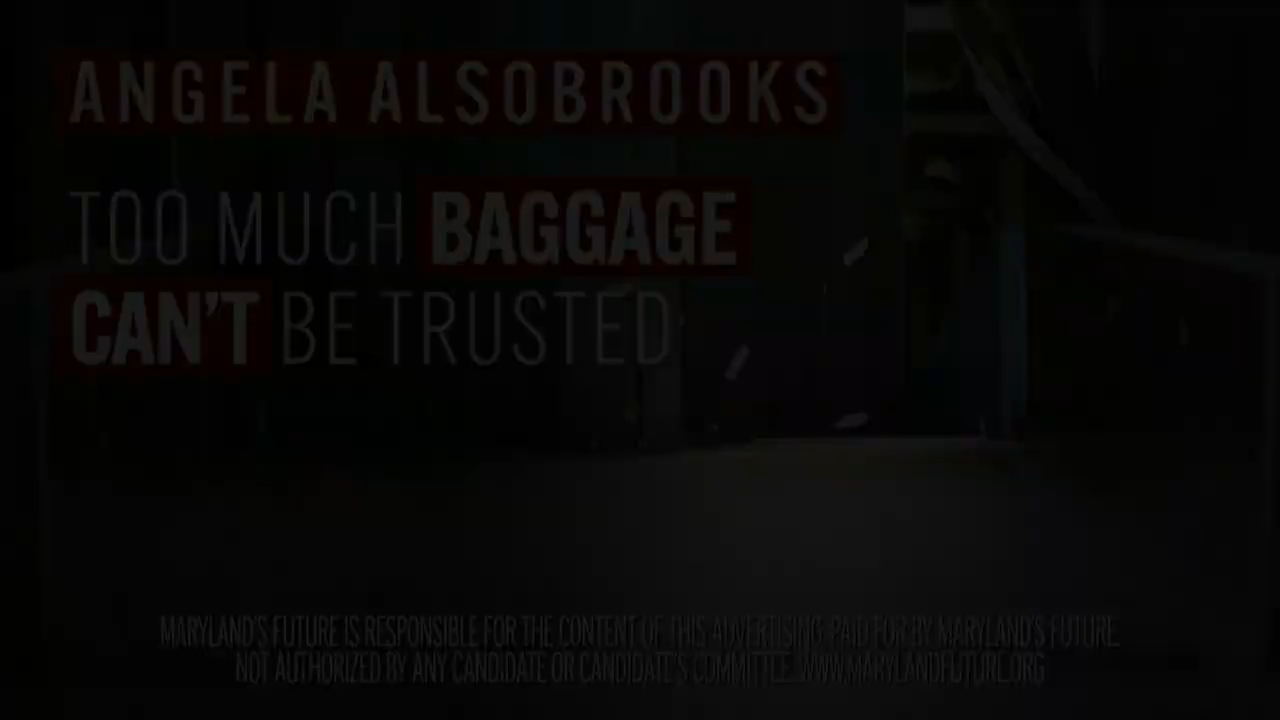 ANGELA ALSOBROOKS
TOO MUCH BAGGAGE
CAN'T BE TRUSTED
MARYLAND'S FUTURE IS RESPONSIBLE FOR THE CONTENT OF THIS ADVERTISING. PAID FOR BY MARYLAND'S FUTURE.
NOT AUTHORIZED BY ANY CANDIDATE OR CANDIDATE'S COMMITTEE. WWW.MARYLANDFUTURE.ORG